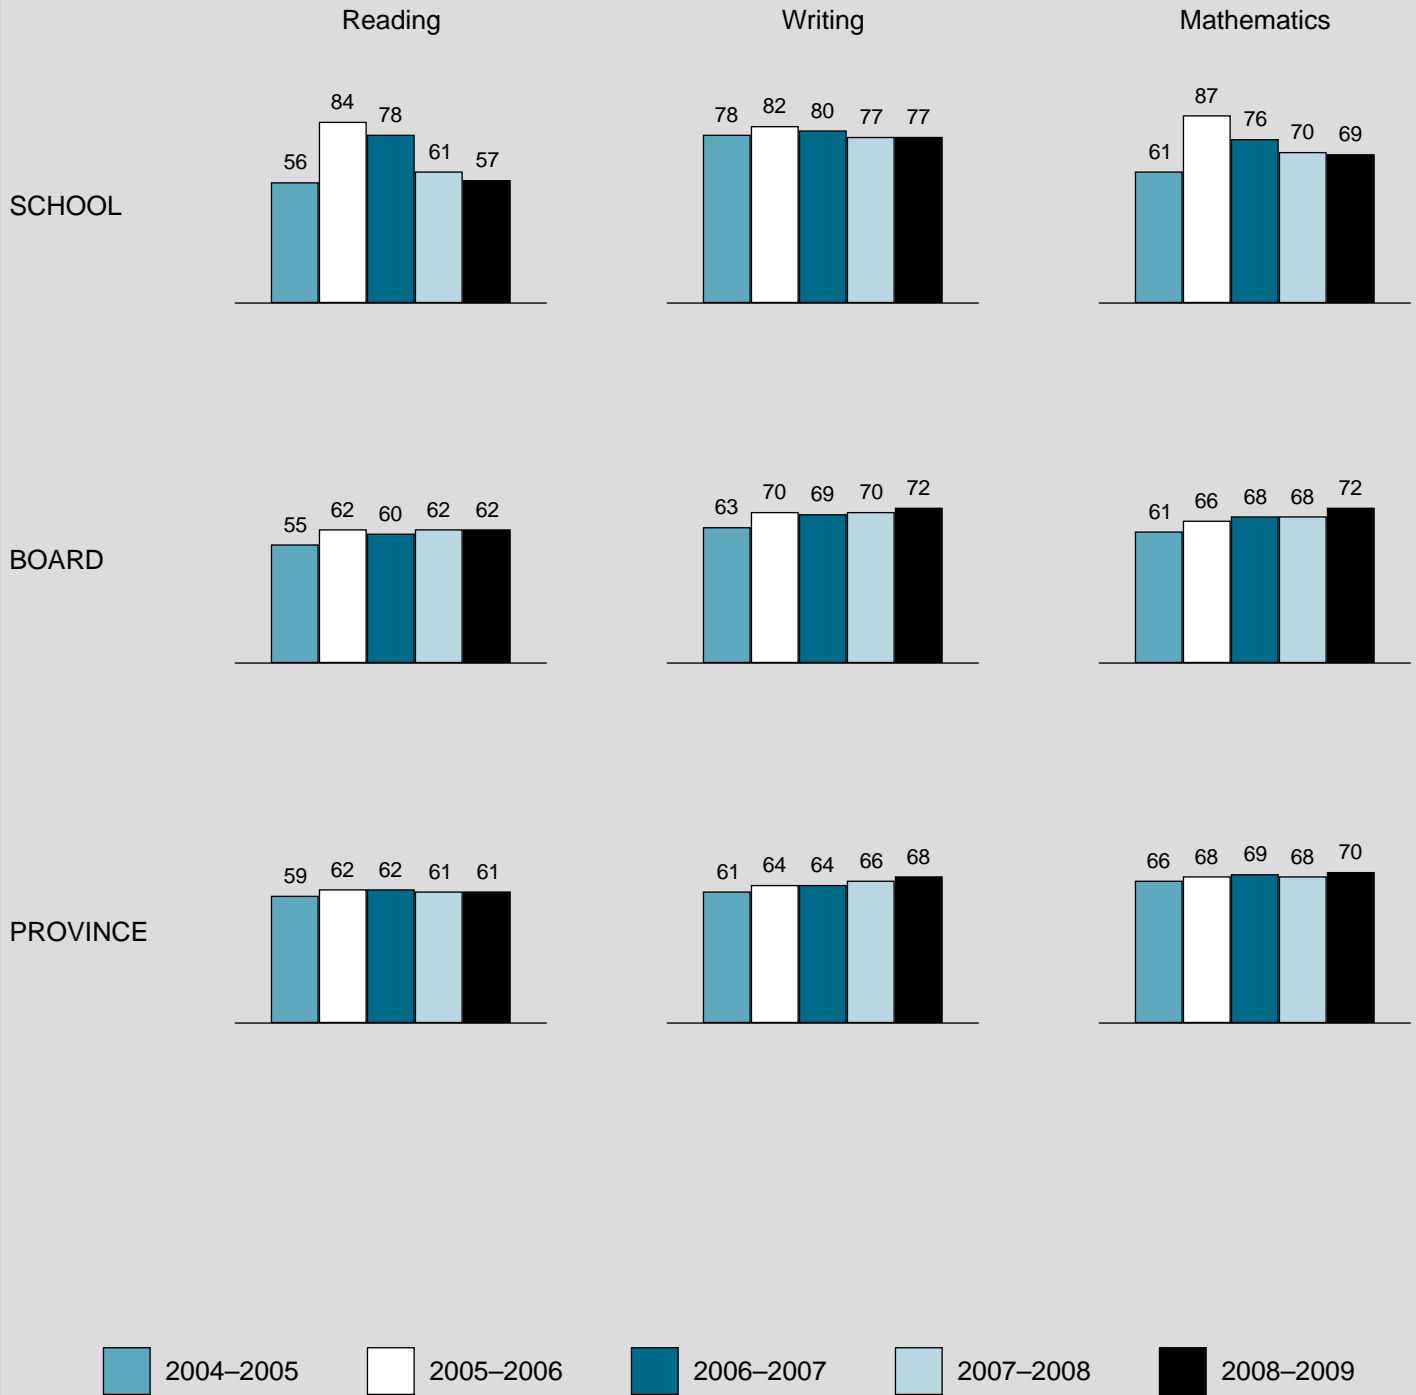 Reading Writing Mathematics
SCHOOL
56 84 78 61 57
78 82 80 77 77
61 87 76 70 69
BOARD
55 62 60 62 62
63 70 69 70 72
61 66 68 68 72
PROVINCE
59 62 62 61 61
61 64 64 66 68
66 68 69 68 70
2004–2005 2005–2006 2006–2007 2007–2008 2008–2009